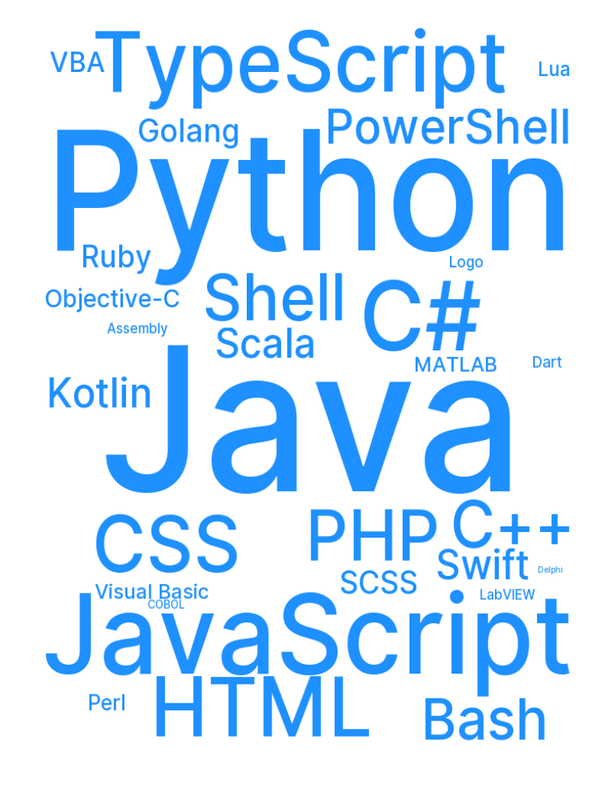 TypeScript
VBA
Lua
PowerShell
Golang
Python
Ruby
Logo
Objective-C
Shell
C#
Assembly
Scala
MATLAB
Dart
Kotlin
Java
C++
PHP
CSS
Swift
Delphi
SCSS
Visual Basic
LabVIEW
COBOL
JavaScript
Perl
HTML
Bash